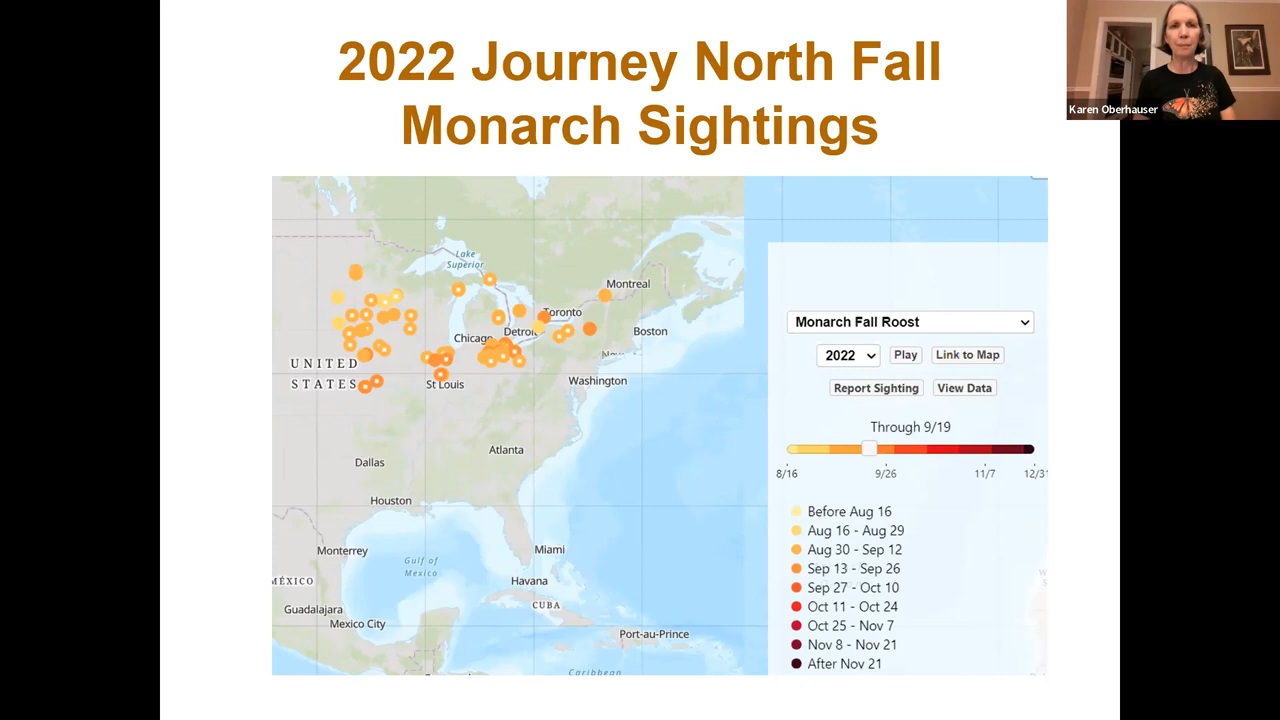 2022 Journey North Fall
Monarch Sightings
Karen Oberhauser
Lake
Superior
Montreal
Toronto
Detroit
Boston
Chicago
UNITED
STATES
St Louis
Washington
Atlanta
Dallas
Houston
Monterrey
Gulf of
Mexico
Miami
Havana
MÉXICO
CUBA
Guadalajara
Mexico City
Port-au-Prince
Caribbean
Monarch Fall Roost
2022 Play Link to Map
Report Sighting View Data
Through 9/19
8/16 9/26 11/7 12/31
Before Aug 16
Aug 16 - Aug 29
Aug 30 - Sep 12
Sep 13 - Sep 26
Sep 27 - Oct 10
Oct 11 - Oct 24
Oct 25 - Nov 7
Nov 8 - Nov 21
After Nov 21